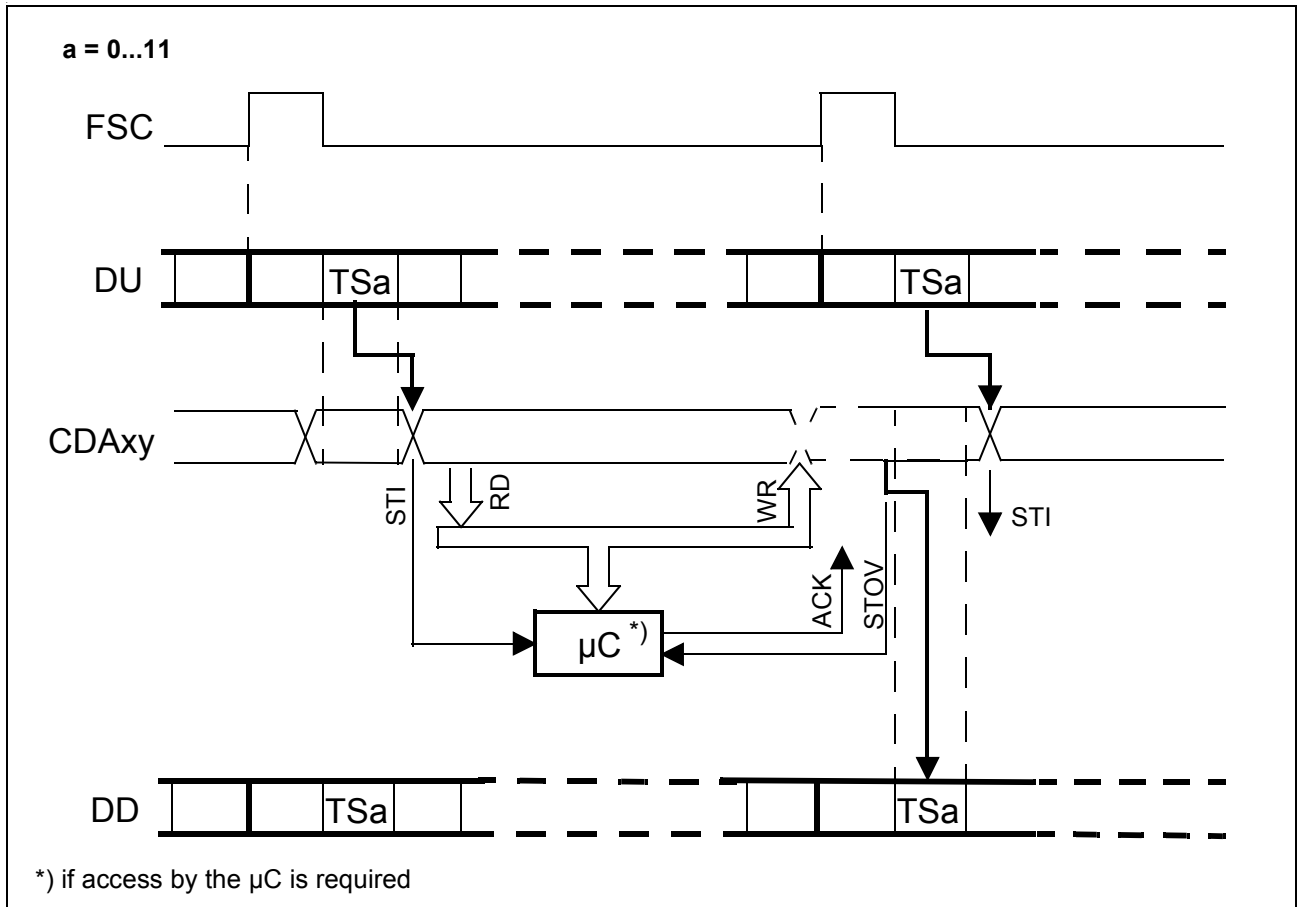 a = 0...11
FSC
DU
TSa
TSa
CDAxy
STI
RD
WR
STI
ACK
STOV
µC *)
DD
TSa
TSa
*) if access by the µC is required